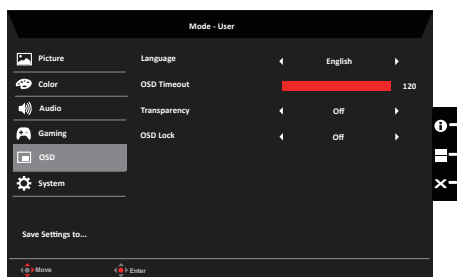 Mode - User
Picture
Language English
Color
OSD Timeout 120
Audio
Transparency Off
Gaming
OSD Lock Off
OSD
System
Save Settings to...
Move Enter